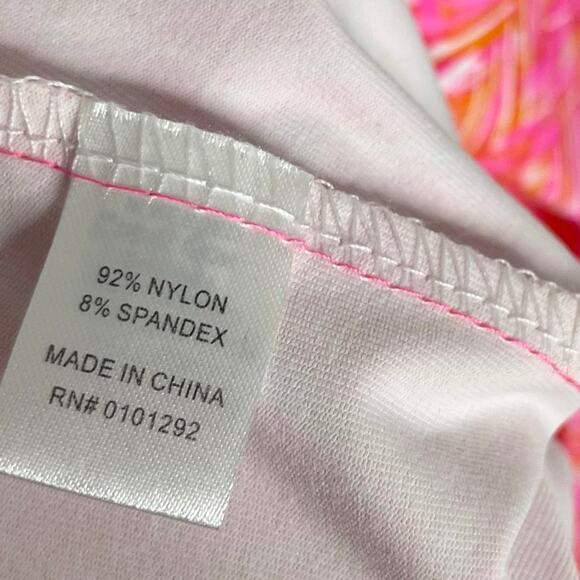 92% NYLON
8% SPANDEX
MADE IN CHINA
RN# 0101292